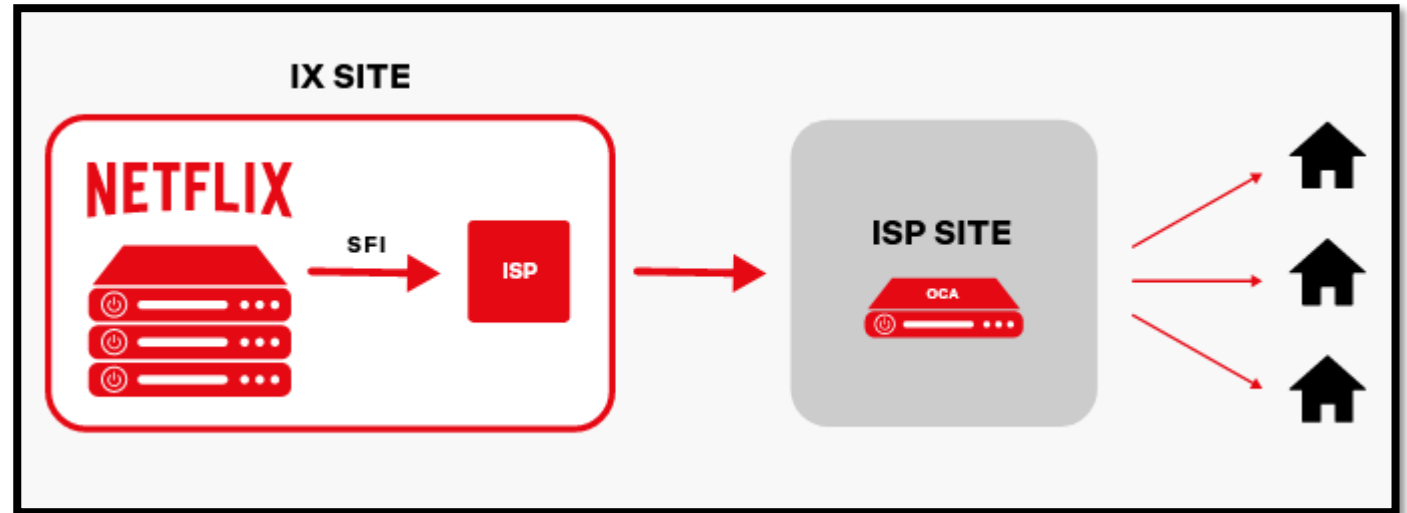 IX SITE
NETFLIX
SFI
ISP
ISP SITE
OCA